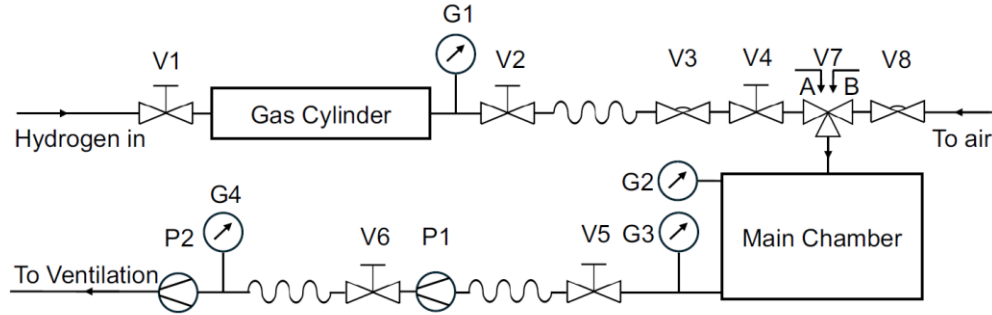 G1
V1
V2
V3
V4
V7
V8
A
B
Gas Cylinder
Hydrogen in
To air
G2
G4
P2
V6
P1
V5
G3
Main Chamber
To Ventilation